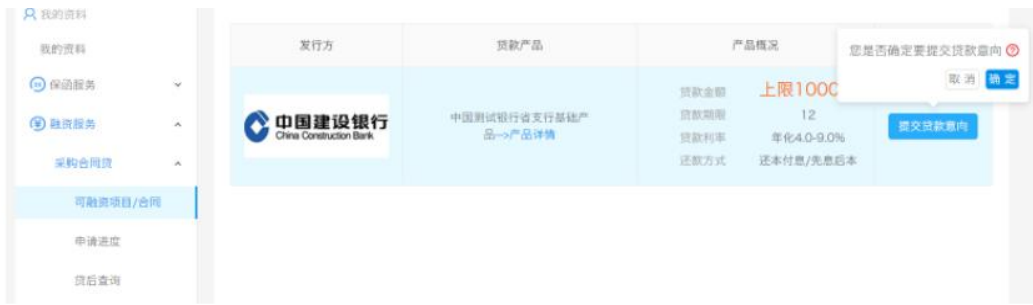 我的资料
我的资料
保函服务
融资服务
采购合同贷
可融资项目/合同
申请进度
贷后查询
发行方
贷款产品
产品概况
中国建设银行
China Construction Bank
中国测试银行省支行基础产
品-->产品详情
贷款金额 上限1000
贷款期限 12
贷款利率 年化4.0-9.0%
还款方式 还本付息/先息后本
您是否确定要提交贷款意向
取消 确定
提交贷款意向